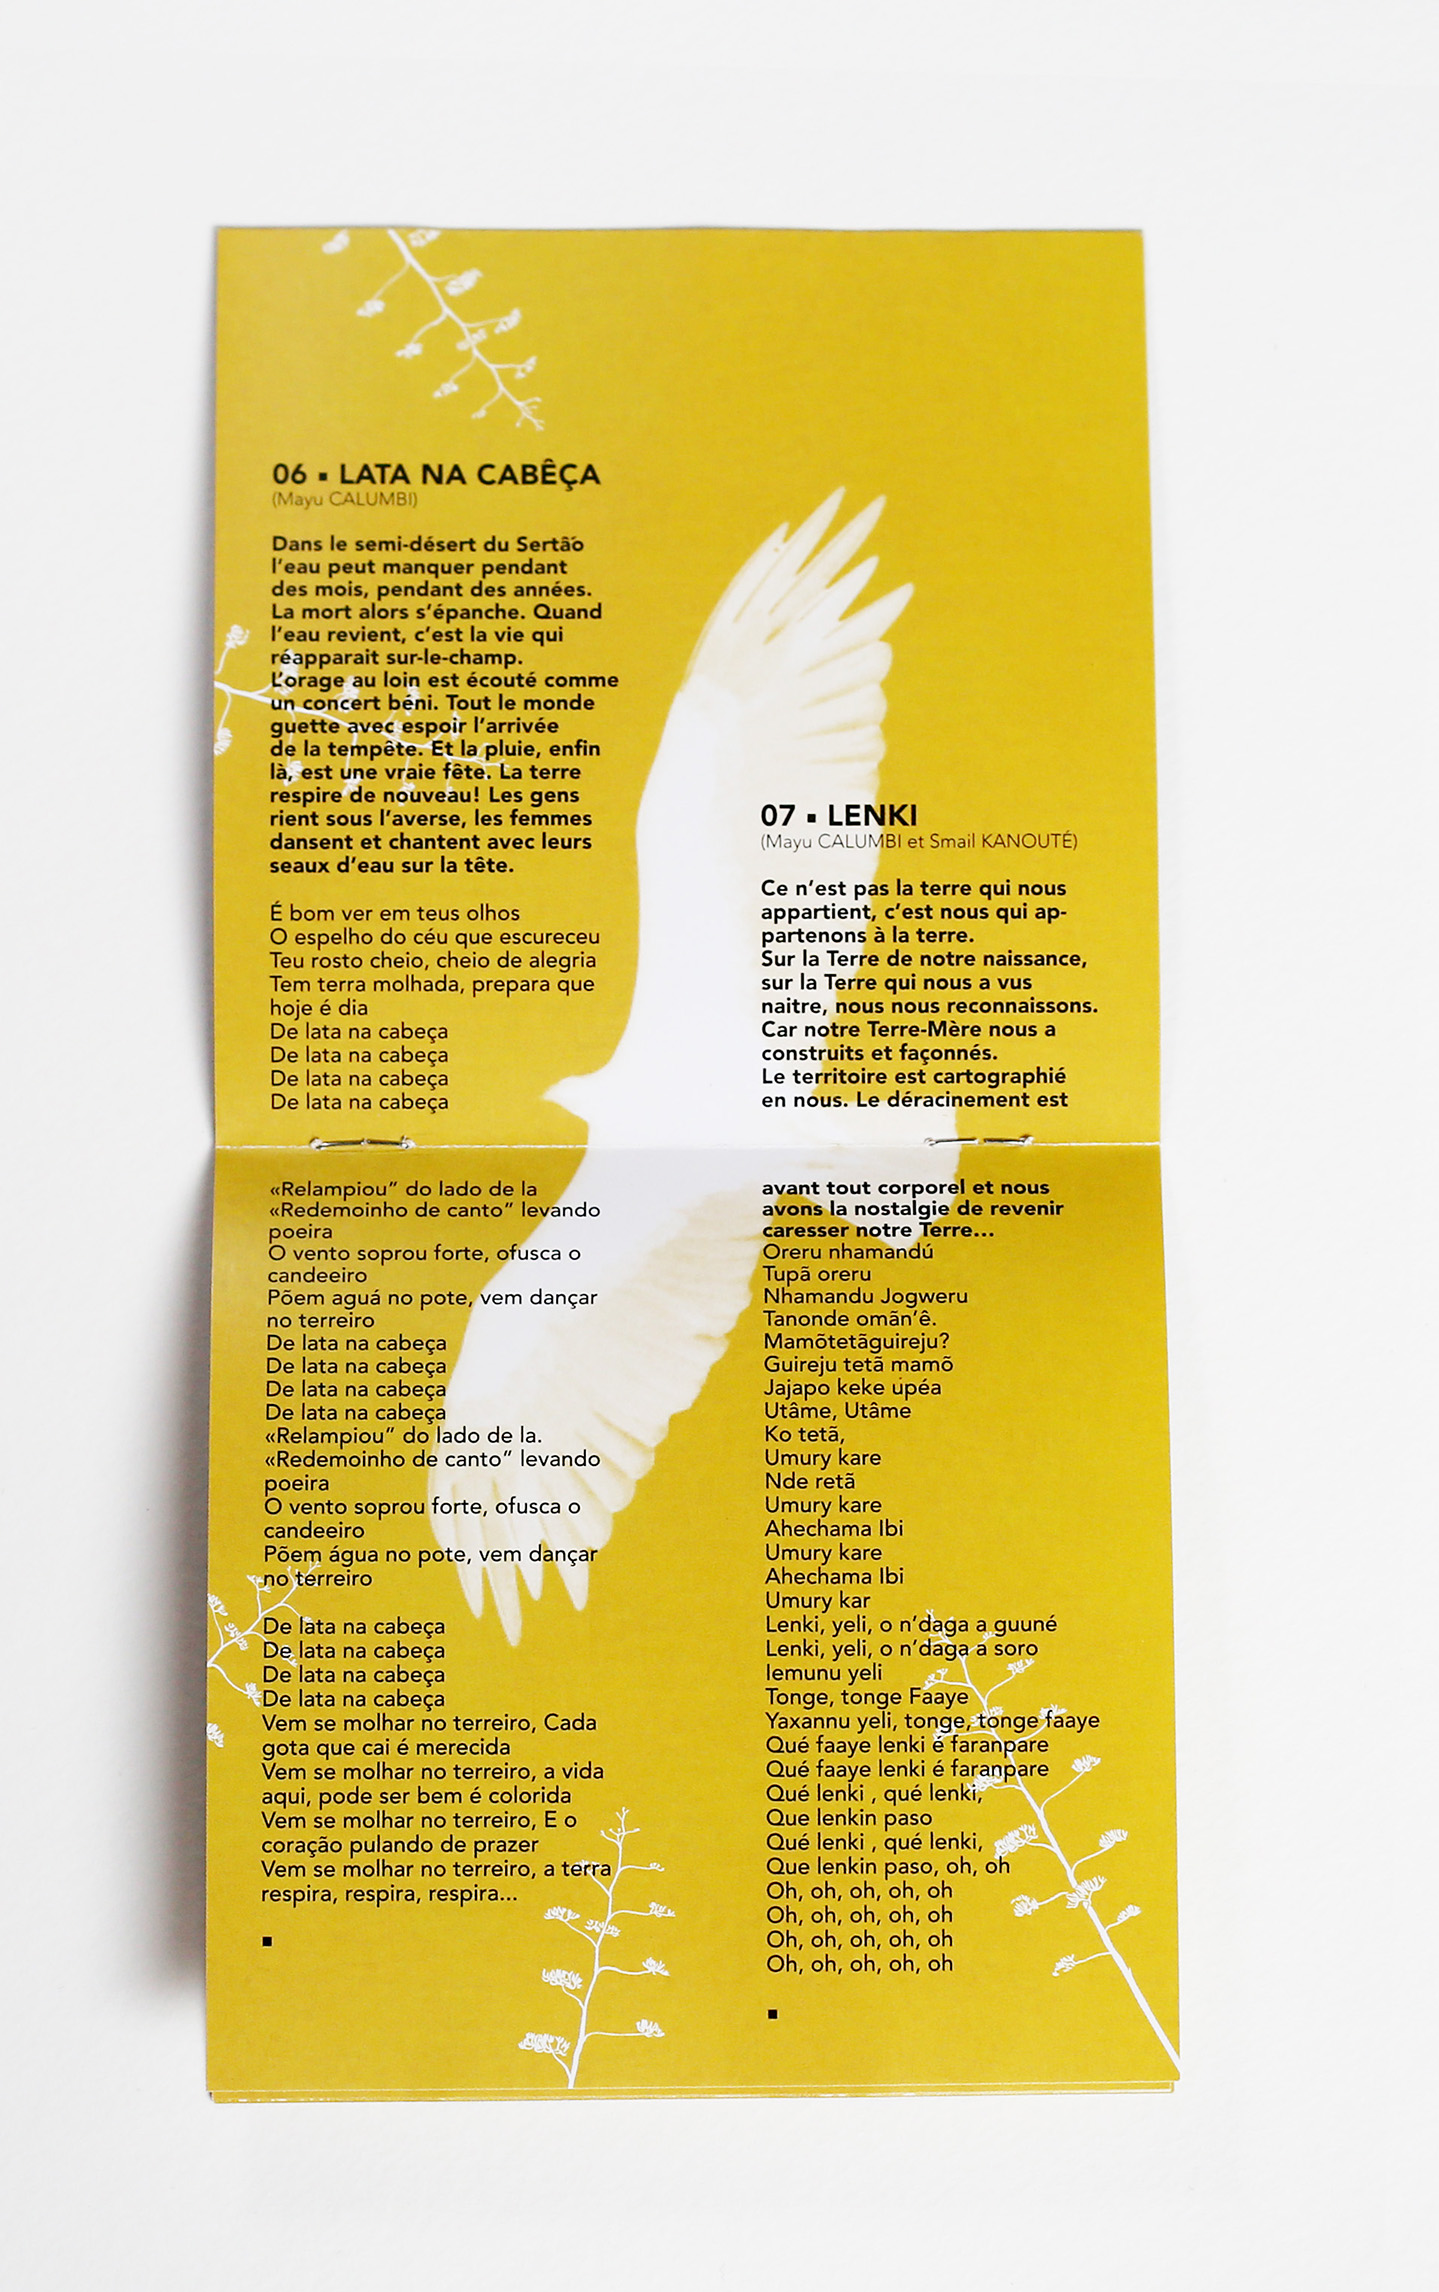 06 ▪ LATA NA CABÊÇA
(Mayu CALUMBI)
Dans le semi-désert du Sertâo
l’eau peut manquer pendant
des mois, pendant des années.
La mort alors s’épanche. Quand
l’eau revient, c’est la vie qui
réapparait sur-le-champ.
L’orage au loin est écouté comme
un concert béni. Tout le monde
guette avec espoir l’arrivée
de la tempête. Et la pluie, enfin
là, est une vraie fête. La terre
respire de nouveau! Les gens
rient sous l’averse, les femmes
dansent et chantent avec leurs
seaux d’eau sur la tête.
É bom ver em teus olhos
O espelho do céu que escureceu
Teu rosto cheio, cheio de alegria
Tem terra molhada, prepara que
hoje é dia
De lata na cabeça
De lata na cabeça
De lata na cabeça
De lata na cabeça
«Relampiou” do lado de la
«Redemoinho de canto” levando
poeira
O vento soprou forte, ofusca o
candeeiro
Põem aguá no pote, vem dançar
no terreiro
De lata na cabeça
De lata na cabeça
De lata na cabeça
De lata na cabeça
«Relampiou” do lado de la.
«Redemoinho de canto” levando
poeira
O vento soprou forte, ofusca o
candeeiro
Põem água no pote, vem dançar
no terreiro
De lata na cabeça
De lata na cabeça
De lata na cabeça
De lata na cabeça
Vem se molhar no terreiro, Cada
gota que cai é merecida
Vem se molhar no terreiro, a vida
aqui, pode ser bem é colorida
Vem se molhar no terreiro, E o
coração pulando de prazer
Vem se molhar no terreiro, a terra
respira, respira, respira...
▪
07 ▪ LENKI
(Mayu CALUMBI et Smail KANOUTÉ)
Ce n’est pas la terre qui nous
appartient, c’est nous qui ap-
partenons à la terre.
Sur la Terre de notre naissance,
sur la Terre qui nous a vus
naitre, nous nous reconnaissons.
Car notre Terre-Mère nous a
construits et façonnés.
Le territoire est cartographié
en nous. Le déracinement est
avant tout corporel et nous
avons la nostalgie de revenir
caresser notre Terre...
Oreru nhamandú
Tupã oreru
Nhamandu Jogweru
Tanonde omãn’ê.
Mamõtetãguireju?
Guireju tetã mamõ
Jajapo keke upéa
Utâme, Utâme
Ko tetã,
Umury kare
Nde retã
Umury kare
Ahechama Ibi
Umury kare
Ahechama Ibi
Umury kar
Lenki, yeli, o n’daga a guuné
Lenki, yeli, o n’daga a soro
Iemunu yeli
Tonge, tonge Faaye
Yaxannu yeli, tonge, tonge faaye
Qué faaye lenki é faranpare
Qué faaye lenki é faranpare
Qué lenki , qué lenki,
Que lenkin paso
Qué lenki , qué lenki,
Que lenkin paso, oh, oh
Oh, oh, oh, oh, oh
Oh, oh, oh, oh, oh
Oh, oh, oh, oh, oh
Oh, oh, oh, oh, oh
▪